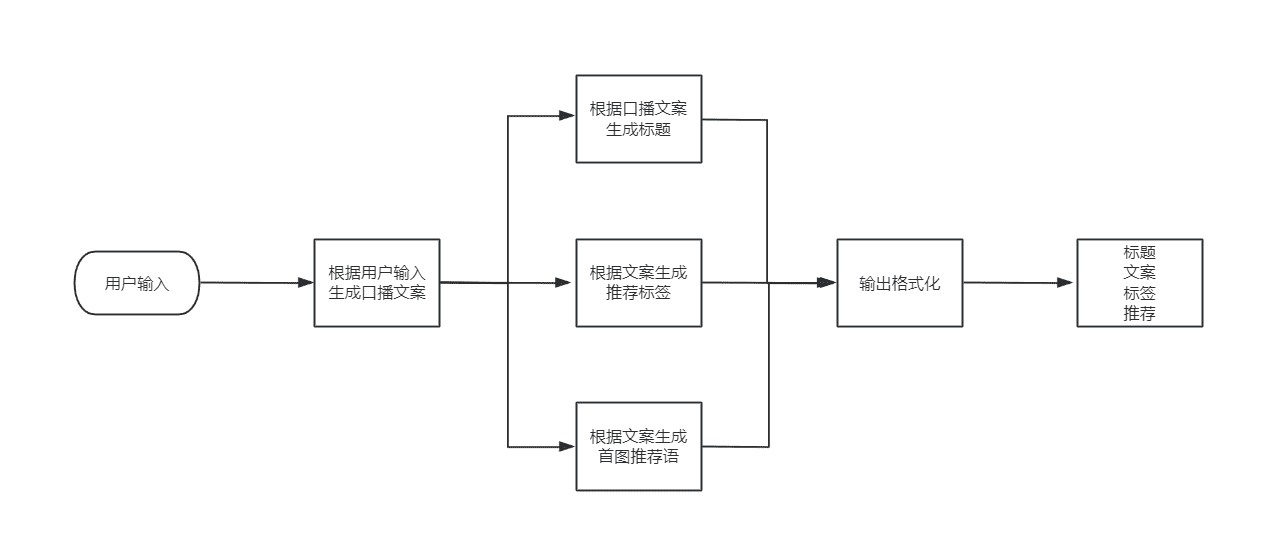 用户输入
根据用户输入
生成口播文案
根据口播文案
生成标题
根据文案生成
推荐标签
根据文案生成
首图推荐语
输出格式化
标题
文案
标签
推荐